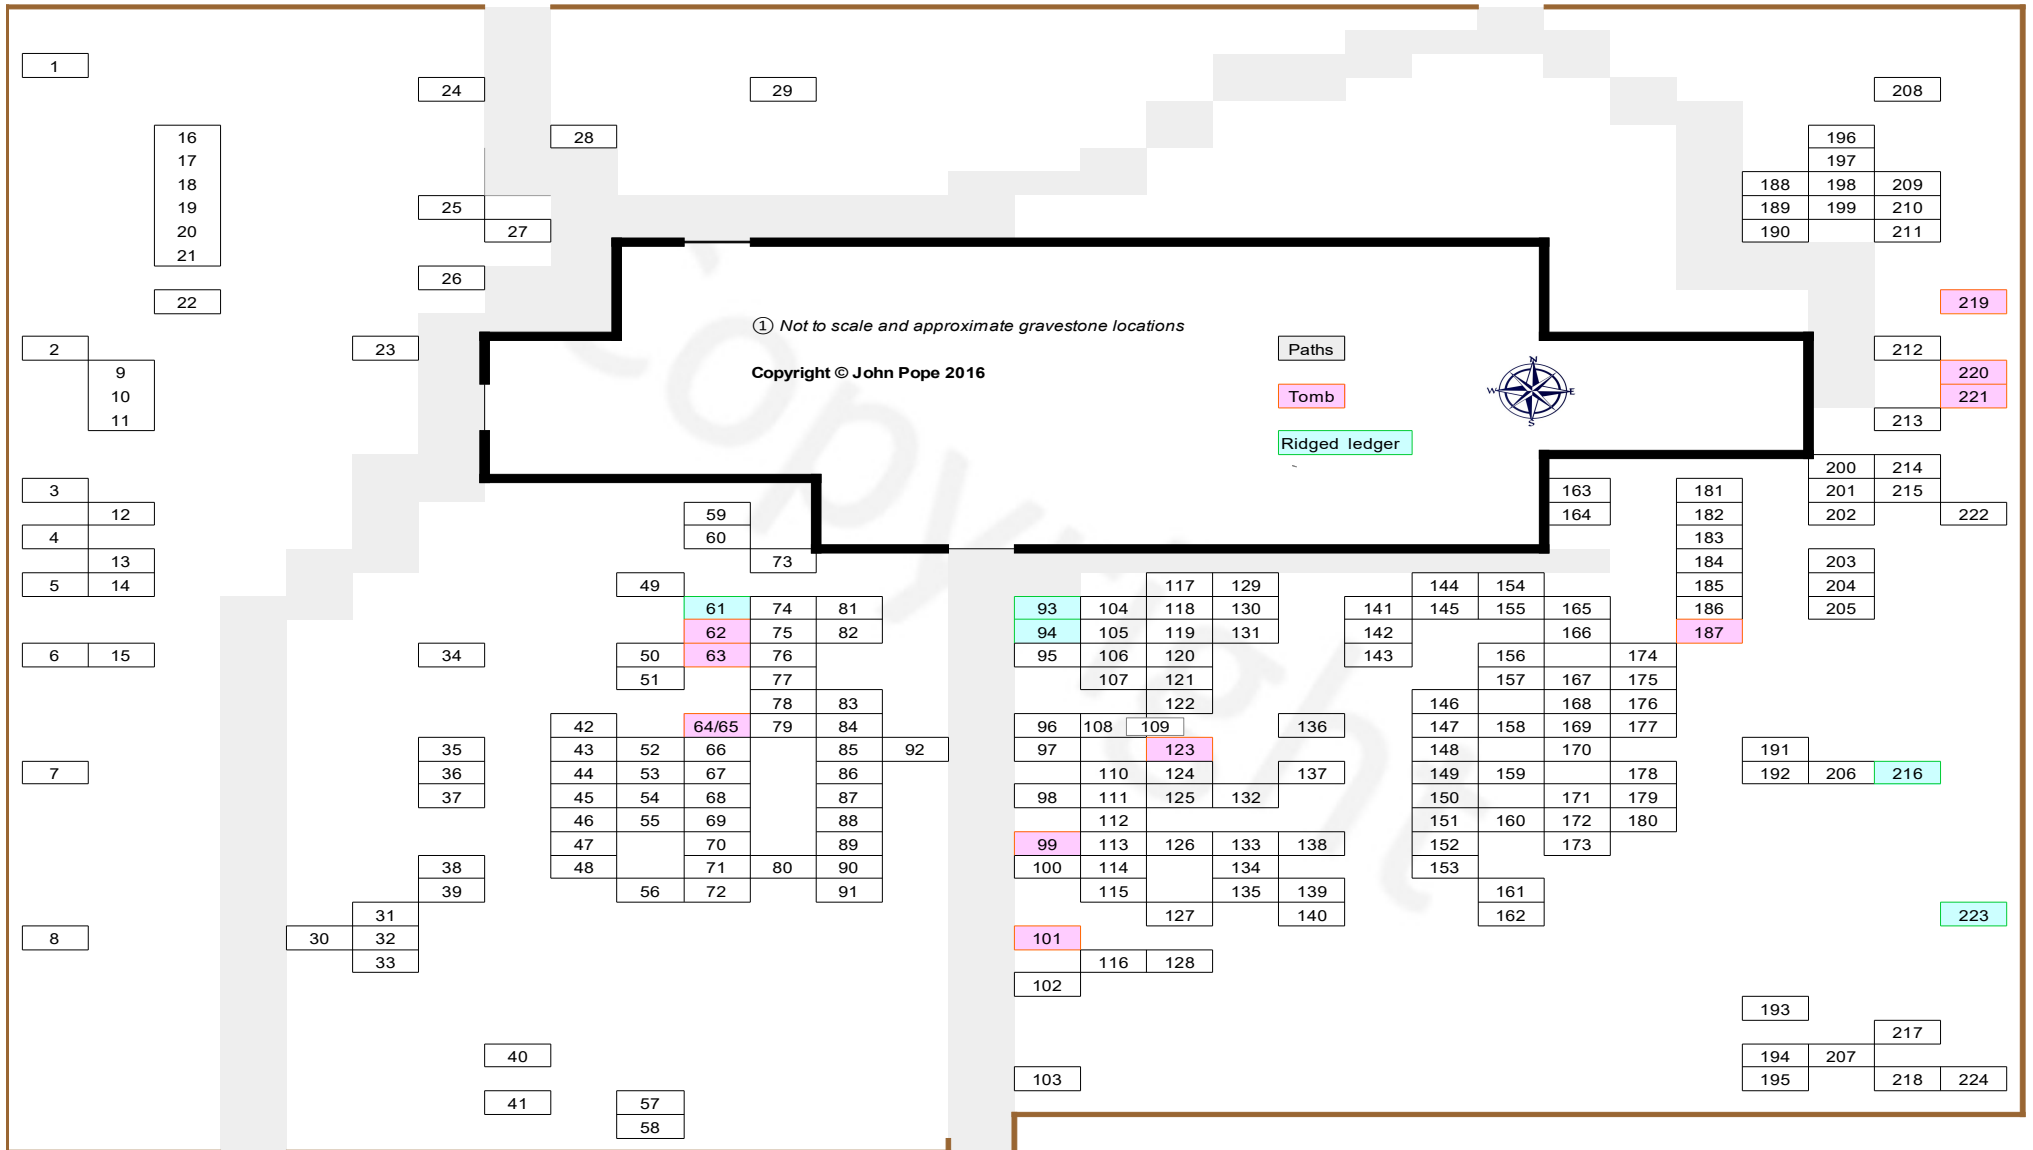 1
24 29 208
16 28 196
17 197
18 188 198 209
19 25 189 199 210
20 27 190 211
21
26
22 219
① Not to scale and approximate gravestone locations
2 23 Paths 212
9 Copyright © John Pope 2016 220
N
W E
S
10 Tomb 221
11 213
Ridged ledger
200 214
3 163 181 201 215
12 59 164 182 202 222
4 60 183
13 73 184 203
5 14 49 117 129 144 154 185 204
61 74 81 93 104 118 130 141 145 155 165 186 205
62 75 82 94 105 119 131 142 166 187
6 15 34 50 63 76 95 106 120 143 156 174
51 77 107 121 157 167 175
78 83 122 146 168 176
42 64/65 79 84 96 108 109 136 147 158 169 177
35 43 52 66 85 92 97 123 148 170 191
7 36 44 53 67 86 110 124 137 149 159 178 192 206 216
37 45 54 68 87 98 111 125 132 150 171 179
46 55 69 88 112 151 160 172 180
47 70 89 99 113 126 133 138 152 173
38 48 71 80 90 100 114 134 153
39 56 72 91 115 135 139 161
31 127 140 162 223
8 30 32 101
33 116 128
102
193
217
40 194 207
103 195 218 224
41 57
58
Copyright